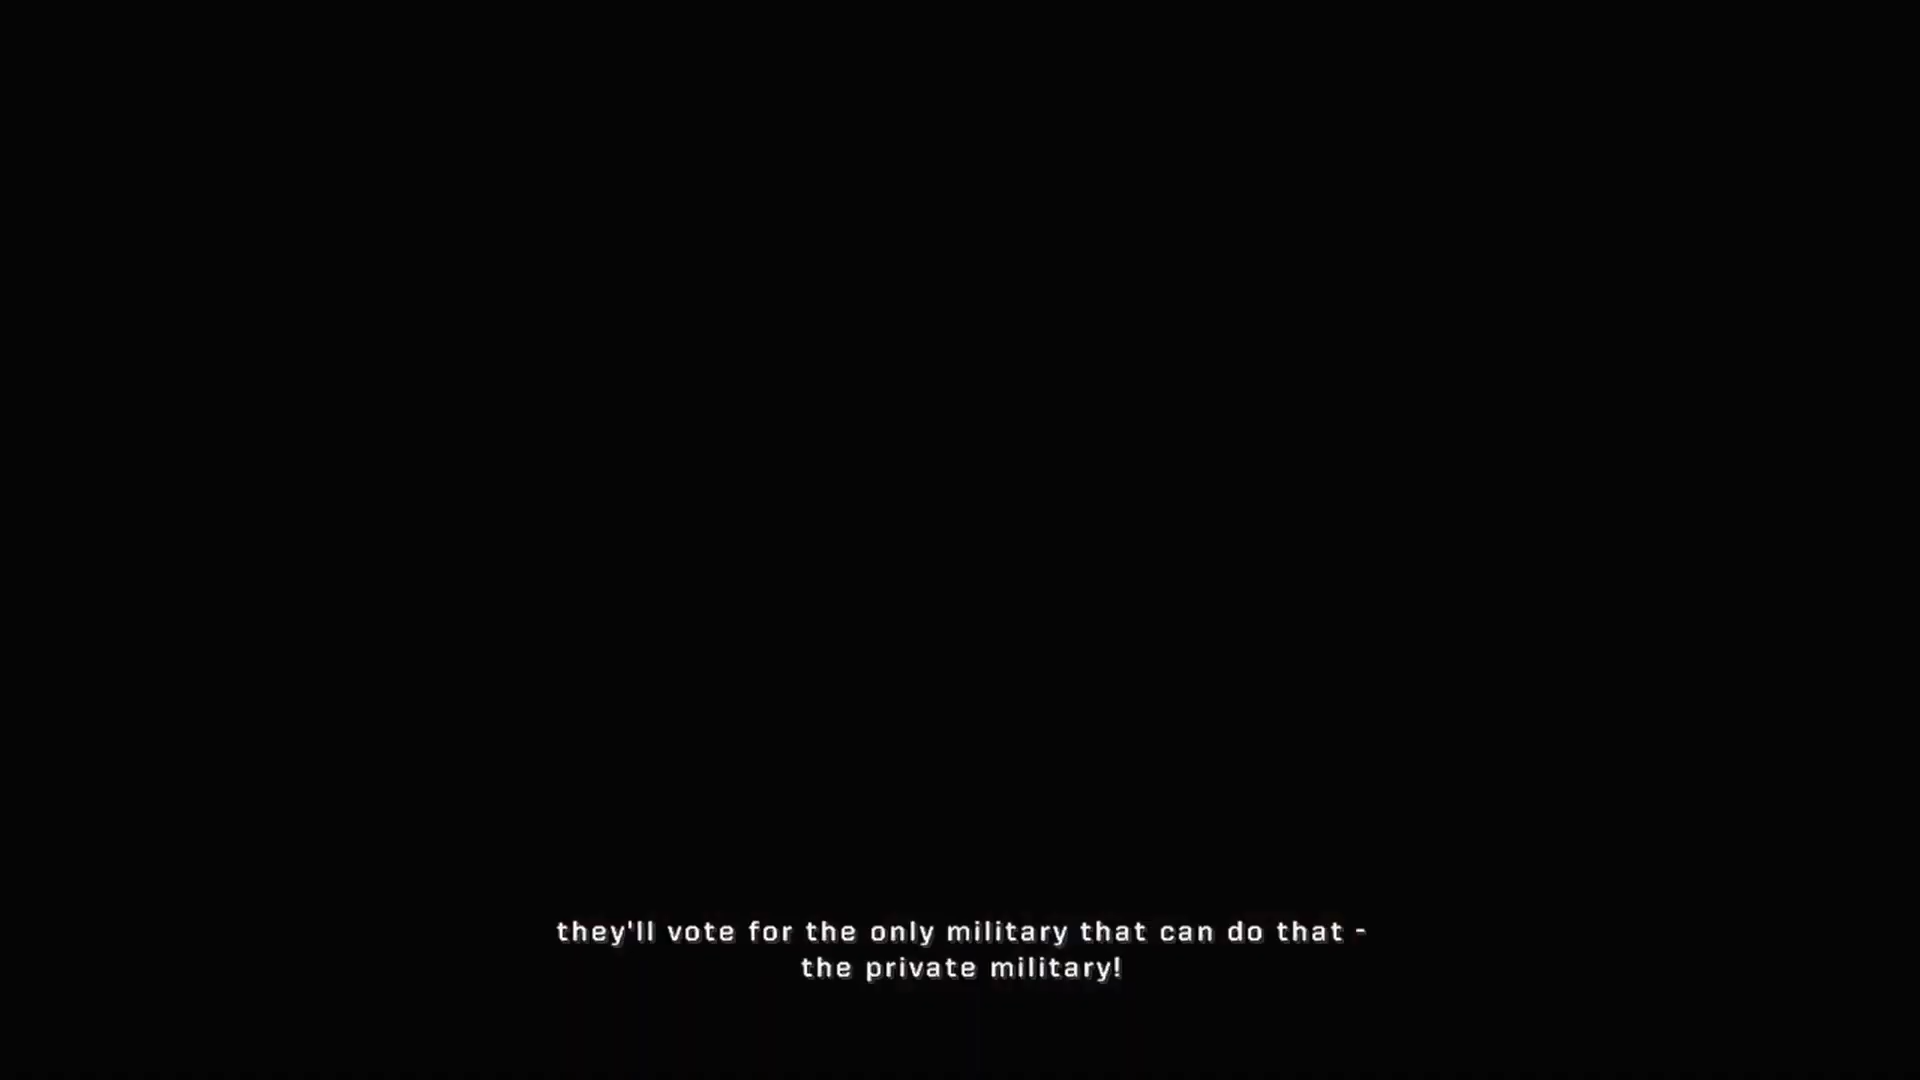 they'll vote for the only military that can do that -
the private military!